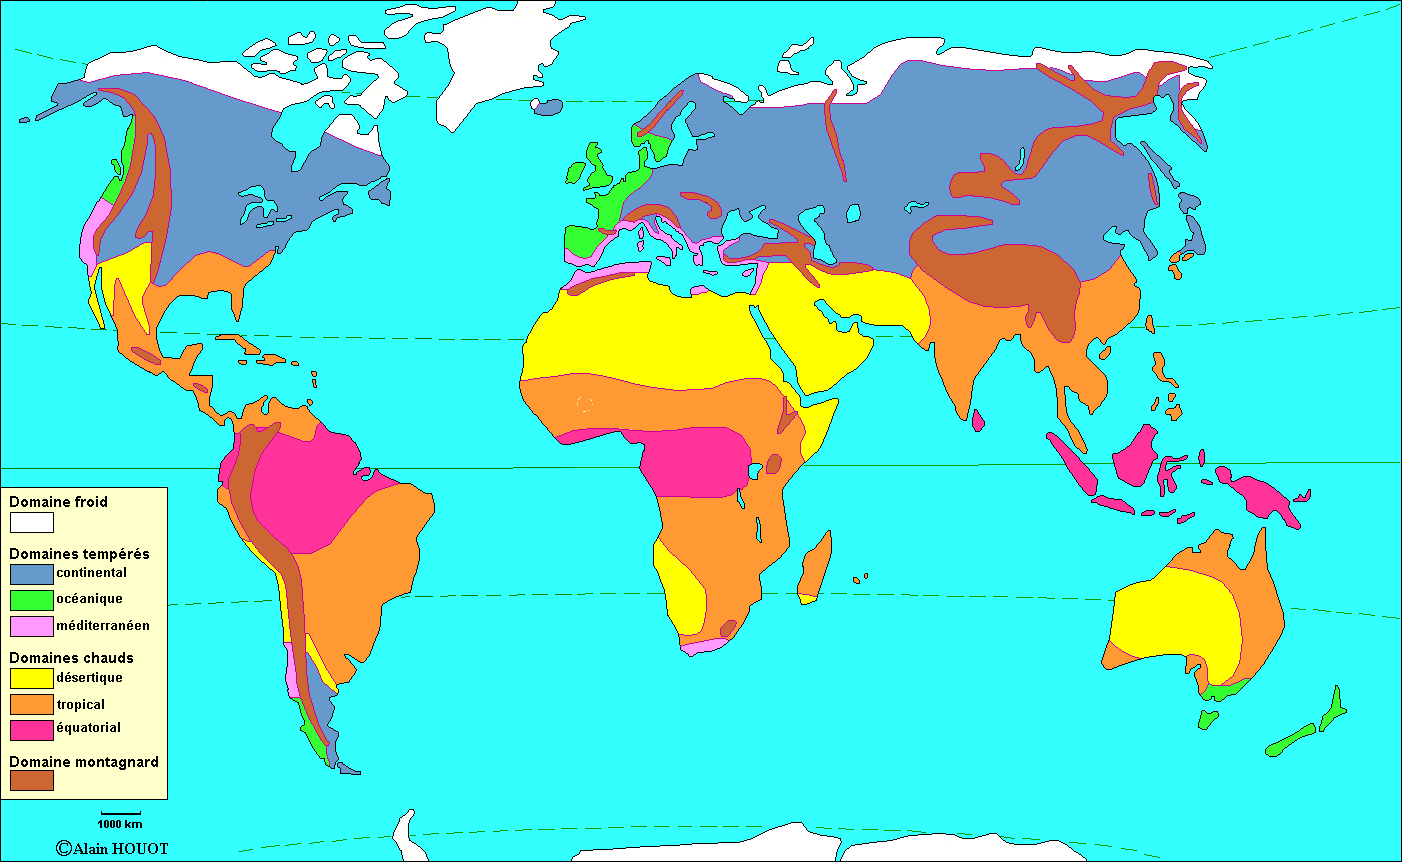 Domaine froid
Domaines tempérés
continental
océanique
méditerranéen
Domaines chauds
désertique
tropical
équatorial
Domaine montagnard
1000 km
©Alain HOUOT